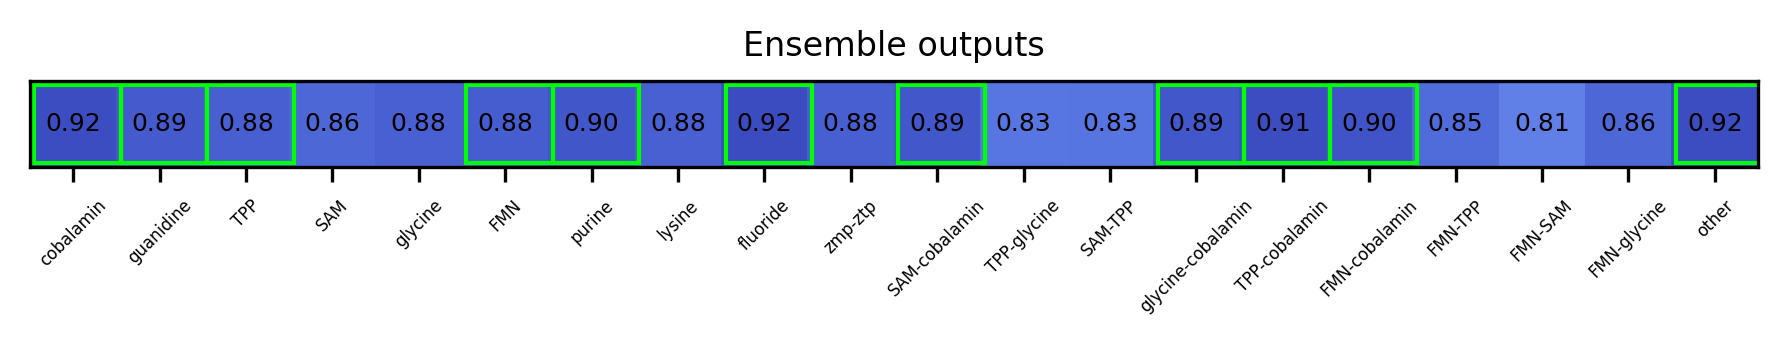 Ensemble outputs
0.92 0.89 0.88 0.86 0.88 0.88 0.90 0.88 0.92 0.88 0.89 0.83 0.83 0.89 0.91 0.90 0.85 0.81 0.86 0.92
cobalamin guanidine TPP SAM glycine FMN purine lysine fluoride zmp-ztp SAM-cobalamin TPP-glycine SAM-TPP glycine-cobalamin TPP-cobalamin FMN-cobalamin FMN-TPP FMN-SAM FMN-glycine other